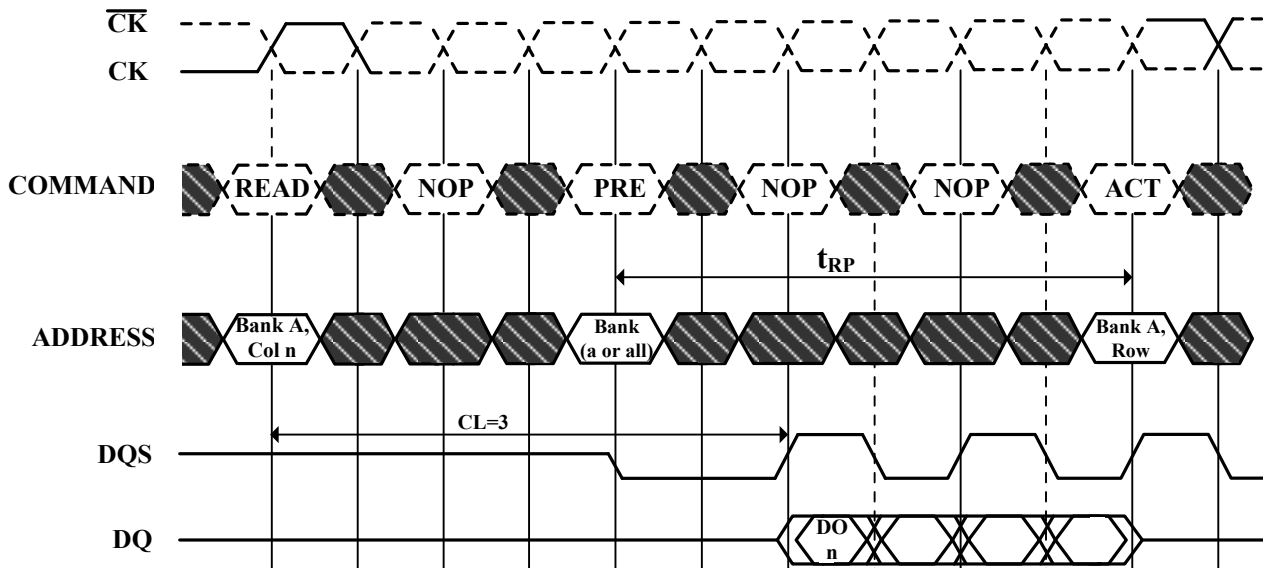 CK
CK
COMMAND
READ
NOP
PRE
NOP
NOP
ACT
tRP
ADDRESS
Bank A,
Col n
Bank
(a or all)
Bank A,
Row
CL=3
DQS
DQ
DO
n